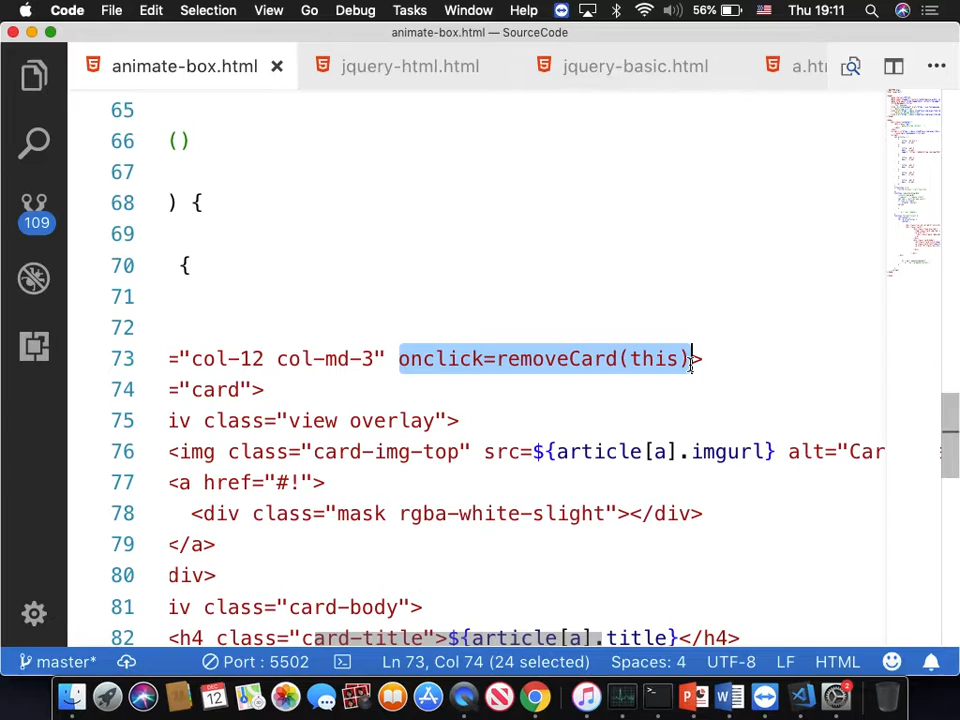 Code File Edit Selection View Go Debug Tasks Window Help 56% Thu 19:11
animate-box.html — SourceCode
animate-box.html jquery-html.html jquery-basic.html a.ht
65
66 ()
67
68 ) {
69
70 {
71
72
73 ="col-12 col-md-3" onclick=removeCard(this)>
74 ="card">
75 iv class="view overlay">
76 <img class="card-img-top" src=${article[a].imgurl} alt="Car
77 <a href="#!">
78 <div class="mask rgba-white-slight"></div>
79 </a>
80 div>
81 iv class="card-body">
82 <h4 class="card-title">${article[a].title}</h4>
109
master* Port : 5502 Ln 73, Col 74 (24 selected) Spaces: 4 UTF-8 LF HTML
12
2